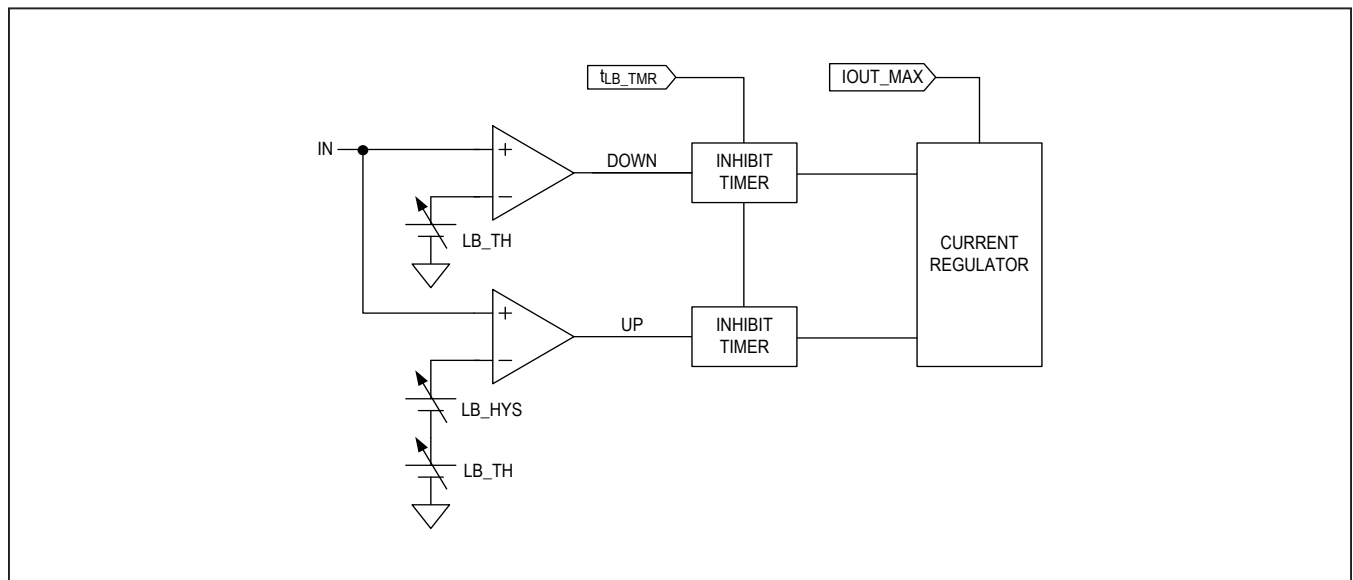 tLB_TMR
IOUT_MAX
IN
+
−
DOWN
INHIBIT
TIMER
LB_TH
CURRENT
REGULATOR
+
−
UP
INHIBIT
TIMER
LB_HYS
LB_TH